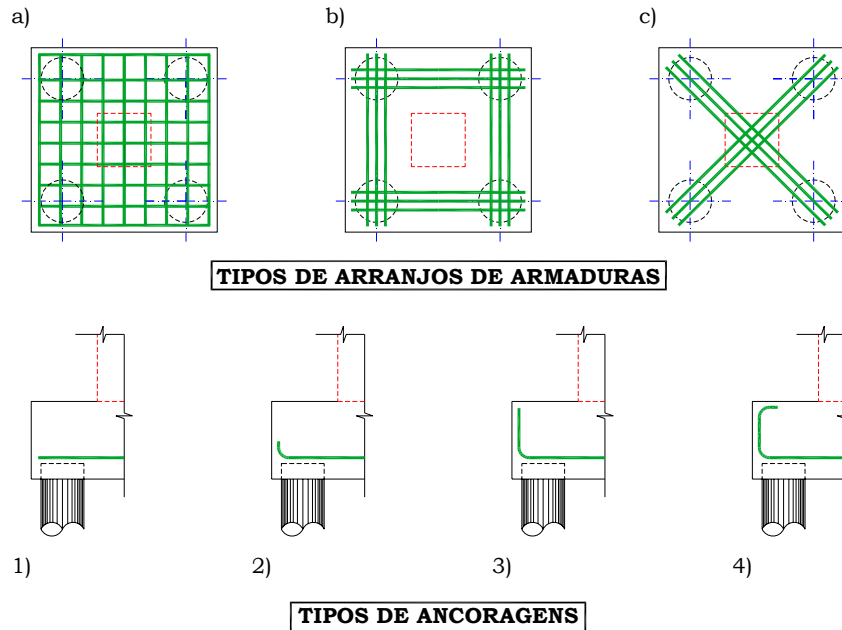 a) b) c)
TIPOS DE ARRANJOS DE ARMADURAS
1) 2) 3) 4)
TIPOS DE ANCORAGENS